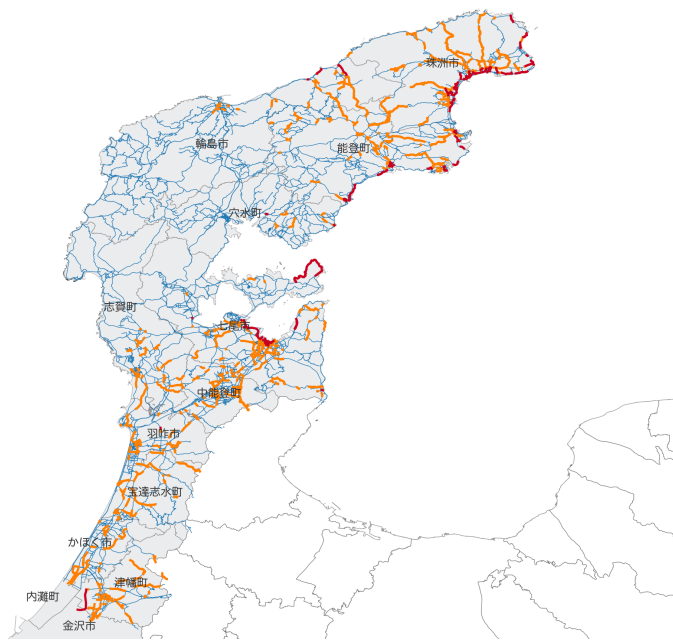 珠洲市
輪島市
能登町
穴水町
志賀町
七尾市
中能登町
羽咋市
宝達志水町
かほく市
津幡町
内灘町
金沢市